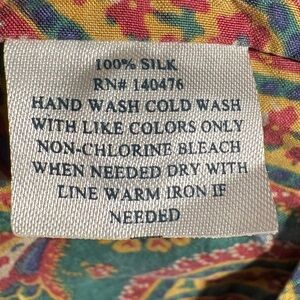 100% SILK
RN# 140476
HAND WASH COLD WASH
WITH LIKE COLORS ONLY
NON-CHLORINE BLEACH
WHEN NEEDED DRY WITH
LINE WARM IRON IF
NEEDED